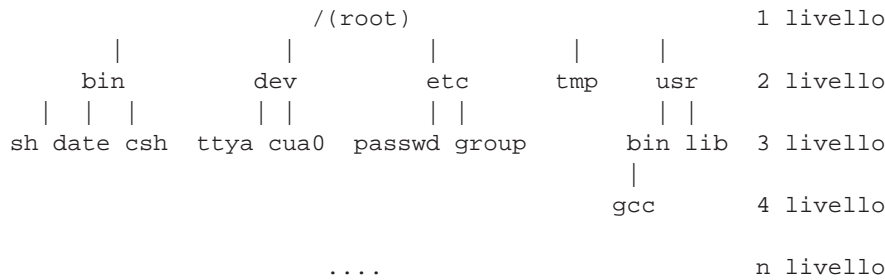 /(root) 1 livello
| | | | |
bin dev etc tmp usr 2 livello
| | | | | | | | |
sh date csh ttya cua0 passwd group bin lib 3 livello
|
gcc 4 livello
.... n livello